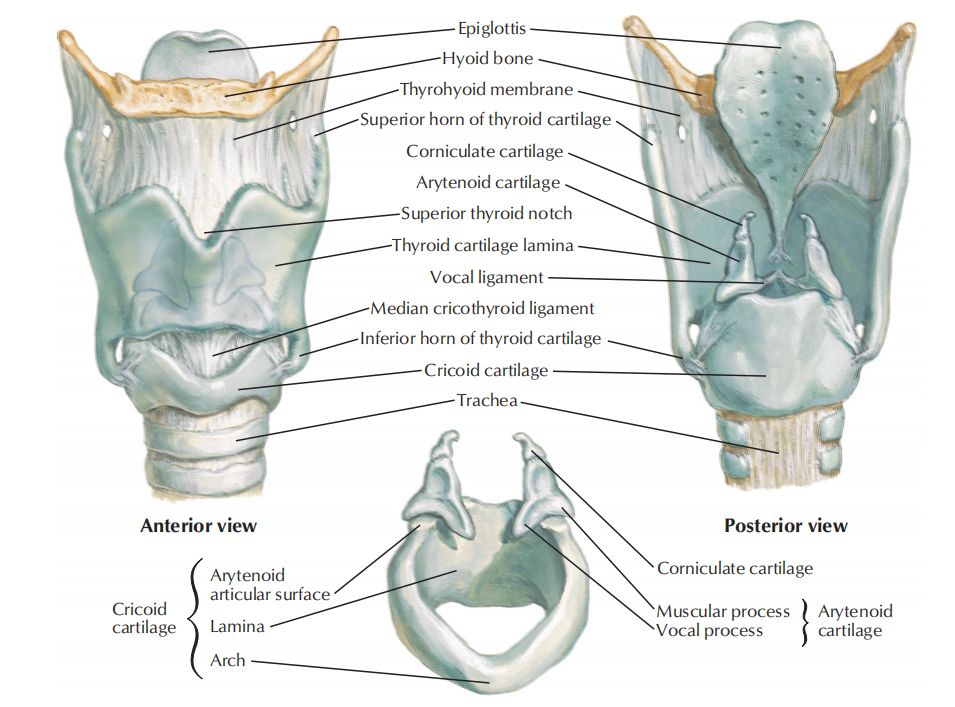 Epiglottis
Hyoid bone
Thyrohyoid membrane
Superior horn of thyroid cartilage
Corniculate cartilage
Arytenoid cartilage
Superior thyroid notch
Thyroid cartilage lamina
Vocal ligament
Median cricothyroid ligament
Inferior horn of thyroid cartilage
Cricoid cartilage
Trachea
Anterior view
Posterior view
Cricoid
cartilage
Arytenoid
articular surface
Lamina
Arch
Corniculate cartilage
Muscular process
Vocal process
Arytenoid
cartilage